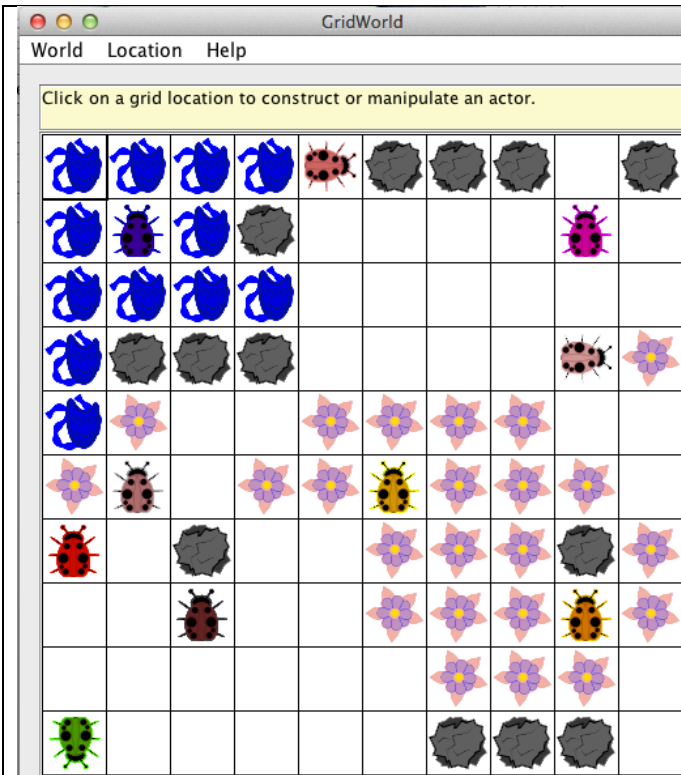 GridWorld
World Location Help
Click on a grid location to construct or manipulate an actor.